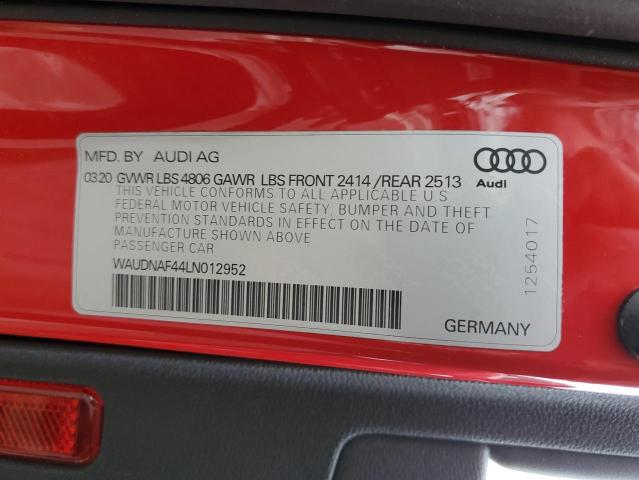 MFD. BY AUDI AG
0320 GVWR LBS 4806 GAWR LBS FRONT 2414 /REAR 2513
THIS VEHICLE CONFORMS TO ALL APPLICABLE U.S
FEDERAL MOTOR VEHICLE SAFETY, BUMPER AND THEFT
PREVENTION STANDARDS IN EFFECT ON THE DATE OF
MANUFACTURE SHOWN ABOVE
PASSENGER CAR
WAUDNAF44LN012952
Audi
1254017
GERMANY